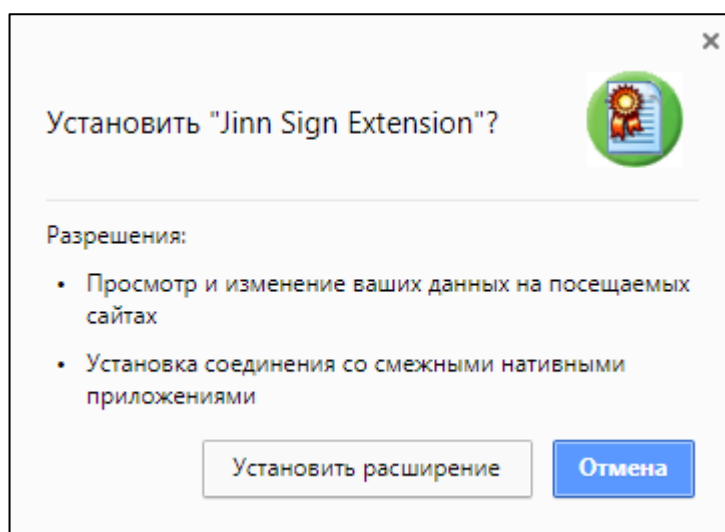 Установить "Jinn Sign Extension"?
Разрешения:
• Просмотр и изменение ваших данных на посещаемых
сайтах
• Установка соединения со смежными нативными
приложениями
Установить расширение
Отмена